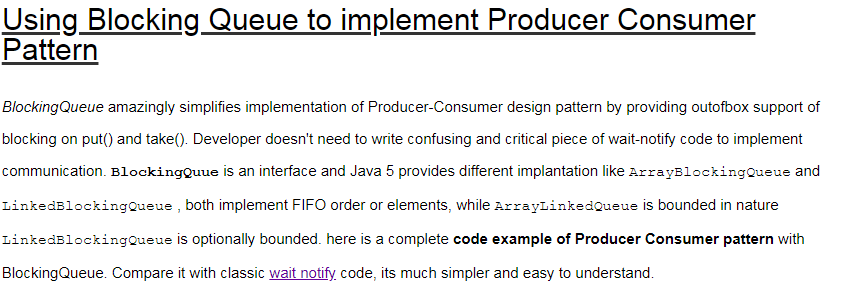 Using Blocking Queue to implement Producer Consumer
Pattern
BlockingQueue amazingly simplifies implementation of Producer-Consumer design pattern by providing outofbox support of
blocking on put() and take(). Developer doesn't need to write confusing and critical piece of wait-notify code to implement
communication. BlockingQuue is an interface and Java 5 provides different implantation like ArrayBlockingQueue and
LinkedBlockingQueue , both implement FIFO order or elements, while ArrayLinkedQueue is bounded in nature
LinkedBlockingQueue is optionally bounded. here is a complete code example of Producer Consumer pattern with
BlockingQueue. Compare it with classic wait notify code, its much simpler and easy to understand.